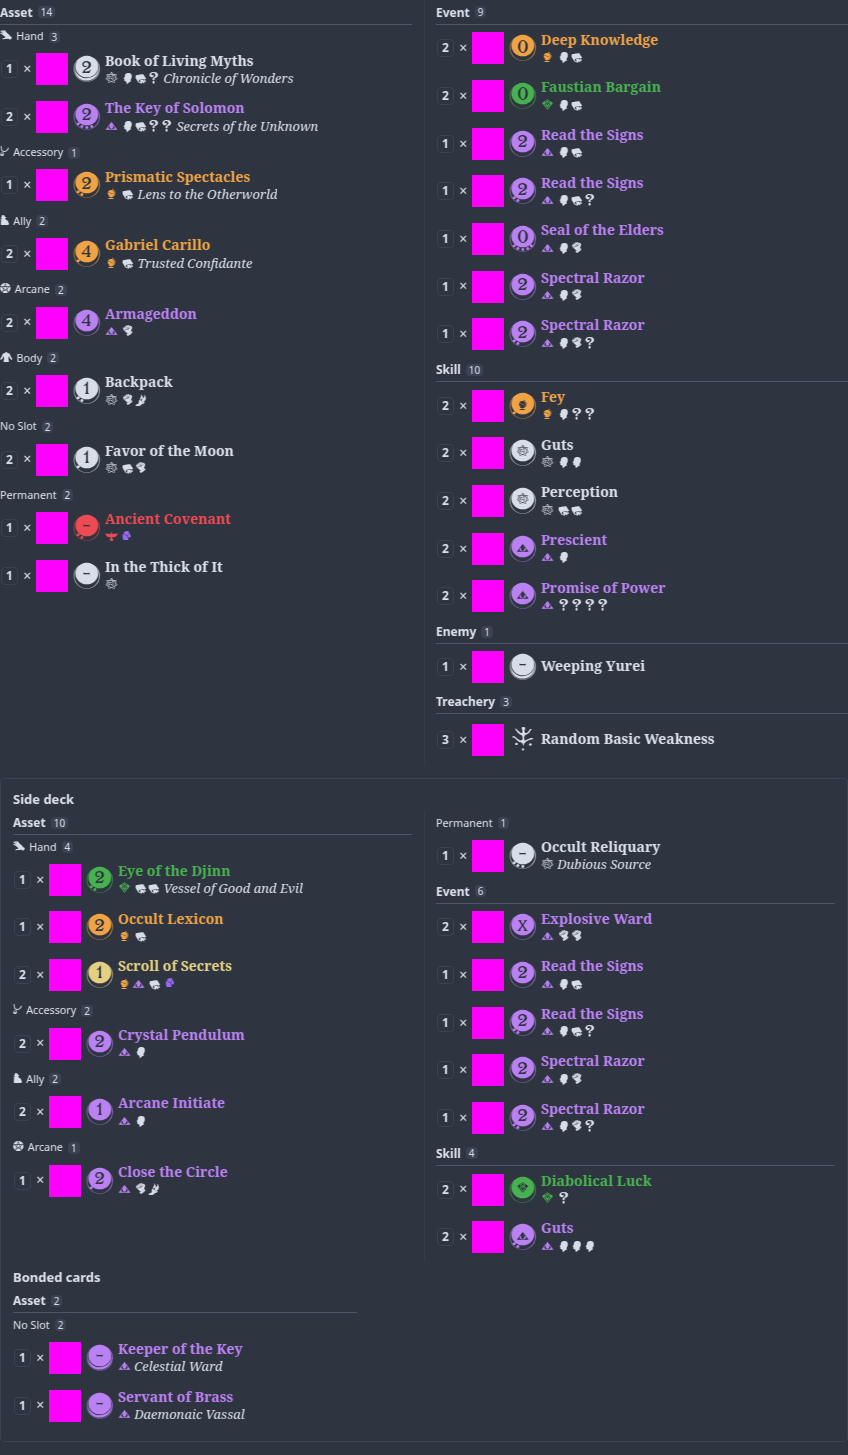 Asset 14
Hand 3
1 × 2 Book of Living Myths
Chronicle of Wonders
2 × 2 The Key of Solomon
Secrets of the Unknown
Accessory 1
1 × 2 Prismatic Spectacles
Lens to the Otherworld
Ally 2
2 × 4 Gabriel Carillo
Trusted Confidante
Arcane 2
2 × 4 Armageddon
Body 2
2 × 1 Backpack
No Slot 2
2 × 1 Favor of the Moon
Permanent 2
1 × – Ancient Covenant
1 × – In the Thick of It
Event 9
2 × 0 Deep Knowledge
2 × 0 Faustian Bargain
1 × 2 Read the Signs
1 × 2 Read the Signs
1 × 0 Seal of the Elders
1 × 2 Spectral Razor
1 × 2 Spectral Razor
Skill 10
2 × Fey
2 × Guts
2 × Perception
2 × Prescient
2 × Promise of Power
Enemy 1
1 × – Weeping Yurei
Treachery 3
3 × Random Basic Weakness
Side deck
Asset 10
Hand 4
1 × 2 Eye of the Djinn
Vessel of Good and Evil
1 × 2 Occult Lexicon
2 × 1 Scroll of Secrets
Accessory 2
2 × 2 Crystal Pendulum
Ally 2
2 × 1 Arcane Initiate
Arcane 1
1 × 2 Close the Circle
Permanent 1
1 × – Occult Reliquary
Dubious Source
Event 6
2 × X Explosive Ward
1 × 2 Read the Signs
1 × 2 Read the Signs
1 × 2 Spectral Razor
1 × 2 Spectral Razor
Skill 4
2 × Diabolical Luck
2 × Guts
Bonded cards
Asset 2
No Slot 2
1 × – Keeper of the Key
Celestial Ward
1 × – Servant of Brass
Daemonaic Vassal